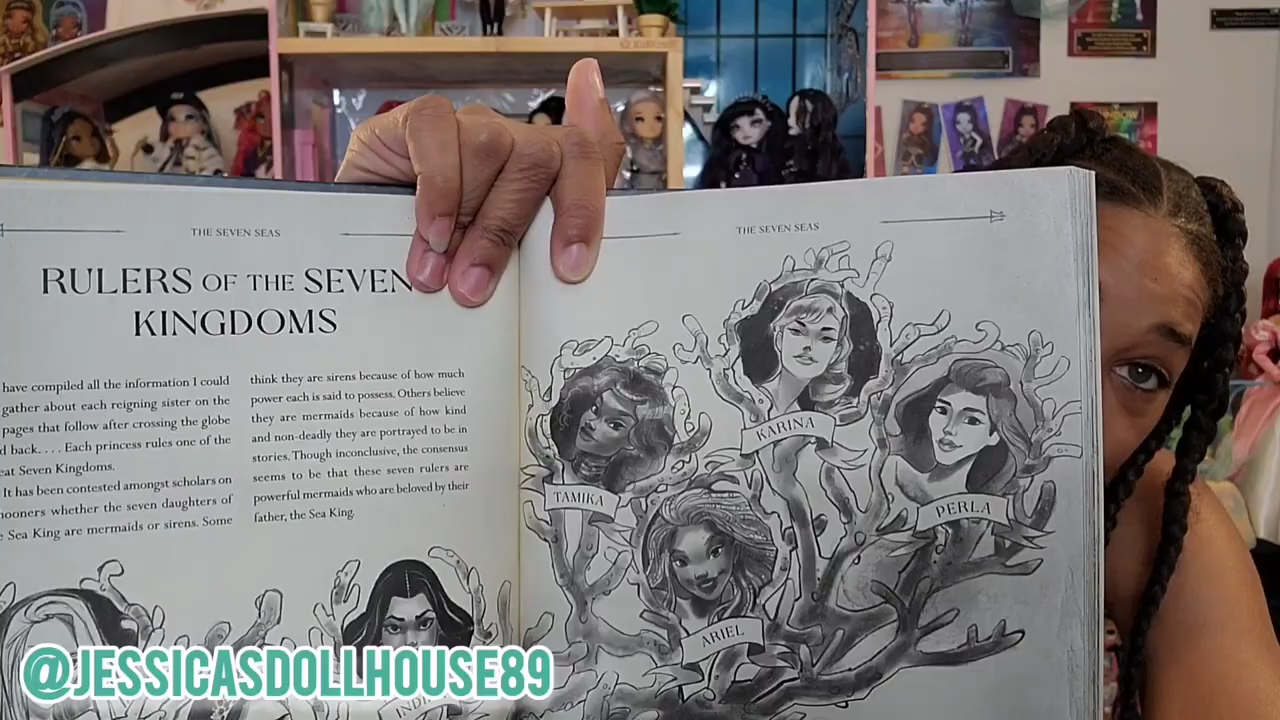 THE SEVEN SEAS
RULERS OF THE SEVEN
KINGDOMS
have compiled all the information I could
gather about each reigning sister on the
pages that follow after crossing the globe
back. . . . Each princess rules one of the
Seven Kingdoms.
It has been contested amongst scholars on
whether the seven daughters of
Sea King are mermaids or sirens. Some
think they are sirens because of how much
power each is said to possess. Others believe
they are mermaids because of how kind
and non-deadly they are portrayed to be in
stories. Though inconclusive, the consensus
seems to be that these seven rulers are
powerful mermaids who are beloved by their
father, the Sea King.
THE SEVEN SEAS
KARINA
TAMIKA
PERLA
ARIEL
@JESSICASDOLLHOUSE89